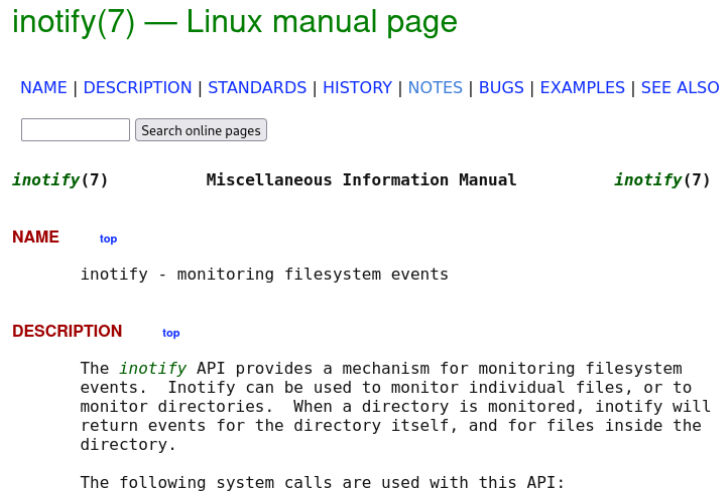 inotify(7) — Linux manual page
NAME | DESCRIPTION | STANDARDS | HISTORY | NOTES | BUGS | EXAMPLES | SEE ALSO
Search online pages
inotify(7) Miscellaneous Information Manual inotify(7)
NAME top
inotify - monitoring filesystem events
DESCRIPTION top
The inotify API provides a mechanism for monitoring filesystem
events. Inotify can be used to monitor individual files, or to
monitor directories. When a directory is monitored, inotify will
return events for the directory itself, and for files inside the
directory.
The following system calls are used with this API: